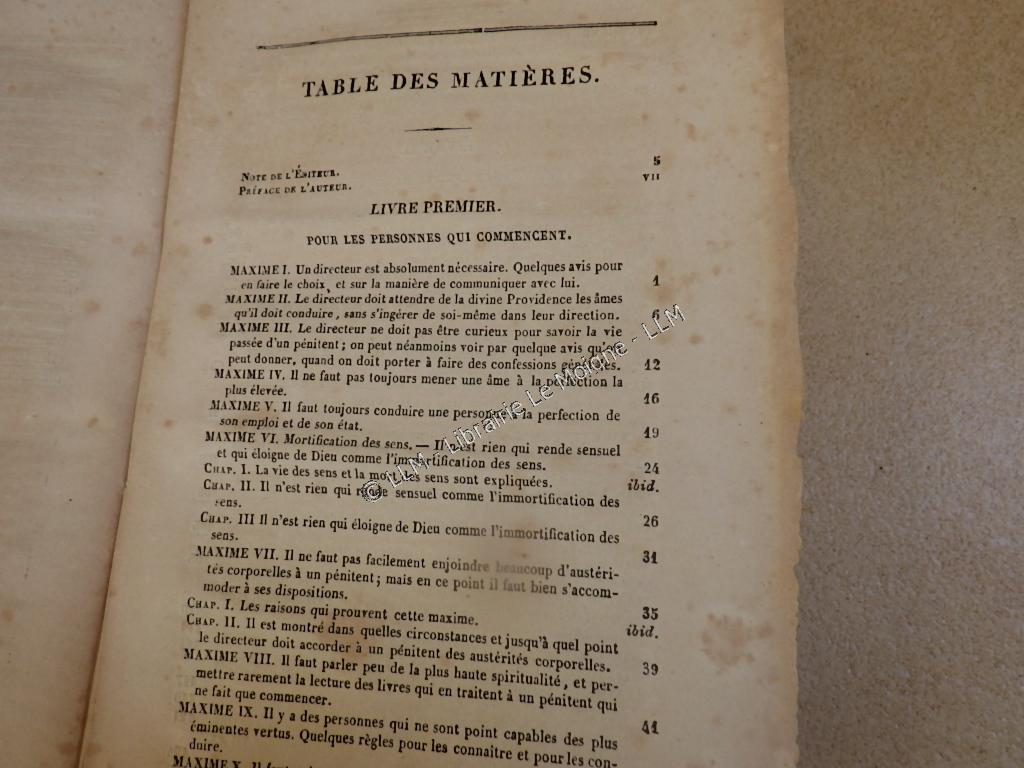 TABLE DES MATIÈRES.
NOTE DE L'ÉDITEUR. 5
PRÉFACE DE L'AUTEUR. VII
LIVRE PREMIER.
POUR LES PERSONNES QUI COMMENCENT.
MAXIME I. Un directeur est absolument nécessaire. Quelques avis pour
en faire le choix, et sur la manière de communiquer avec lui. 1
MAXIME II. Le directeur doit attendre de la divine Providence les âmes
qu'il doit conduire, sans s'ingérer de soi-même dans leur direction. 6
MAXIME III. Le directeur ne doit pas être curieux pour savoir la vie
passée d'un pénitent; on peut néanmoins voir par quelque avis qu'on
peut donner, quand on doit porter à faire des confessions générales. 12
MAXIME IV. Il ne faut pas toujours mener une âme à la perfection la
plus élevée. 16
MAXIME V. Il faut toujours conduire une personne à la perfection de
son emploi et de son état. 19
MAXIME VI. Mortification des sens. — Il n'est rien qui rende sensuel
et qui éloigne de Dieu comme l'immortification des sens. 24
CHAP. I. La vie des sens et la mort des sens sont expliquées. ibid.
CHAP. II. Il n'est rien qui rende sensuel comme l'immortification des
sens. 26
CHAP. III Il n'est rien qui éloigne de Dieu comme l'immortification des
sens. 31
MAXIME VII. Il ne faut pas facilement enjoindre beaucoup d'austéri-
tés corporelles à un pénitent; mais en ce point il faut bien s'accom-
moder à ses dispositions. 35
CHAP. I. Les raisons qui prouvent cette maxime. ibid.
CHAP. II. Il est montré dans quelles circonstances et jusqu'à quel point
le directeur doit accorder à un pénitent des austérités corporelles. 39
MAXIME VIII. Il faut parler peu de la plus haute spiritualité, et per-
mettre rarement la lecture des livres qui en traitent à un pénitent qui
ne fait que commencer. 41
MAXIME IX. Il y a des personnes qui ne sont point capables des plus
éminentes vertus. Quelques règles pour les connaître et pour les con-
duire.
MAXIME X. Il faut
© LLM - Librairie Le Moigne - LLM